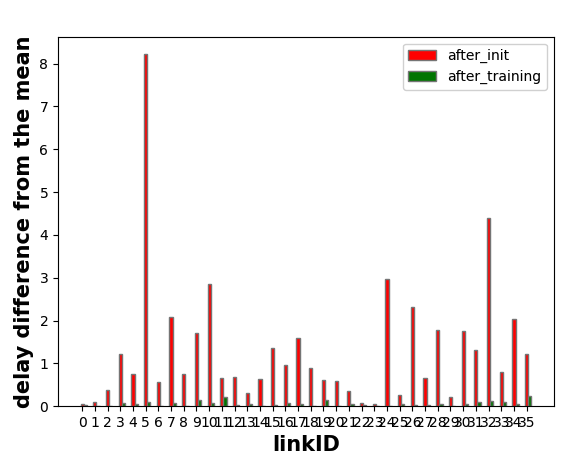 after_init
after_training
delay difference from the mean
8
7
6
5
4
3
2
1
0
0 1 2 3 4 5 6 7 8 9 10 11 12 13 14 15 16 17 18 19 20 21 22 23 24 25 26 27 28 29 30 31 32 33 34 35
linkID